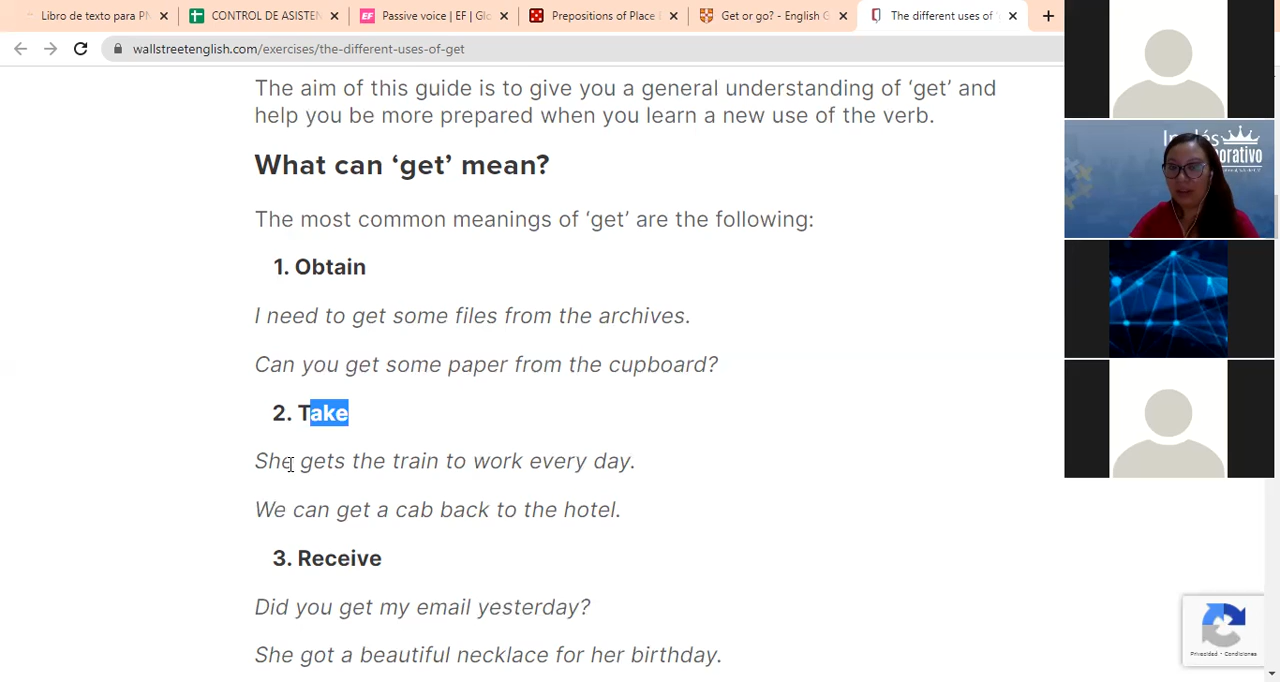 Libro de texto para PN
CONTROL DE ASISTEN
Passive voice | EF | Glo
Prepositions of Place
Get or go? - English G
The different uses of
wallstreetenglish.com/exercises/the-different-uses-of-get
The aim of this guide is to give you a general understanding of ‘get’ and
help you be more prepared when you learn a new use of the verb.
What can ‘get’ mean?
The most common meanings of ‘get’ are the following:
1. Obtain
I need to get some files from the archives.
Can you get some paper from the cupboard?
2. Take
She gets the train to work every day.
We can get a cab back to the hotel.
3. Receive
Did you get my email yesterday?
She got a beautiful necklace for her birthday.
Privacidad - Condiciones